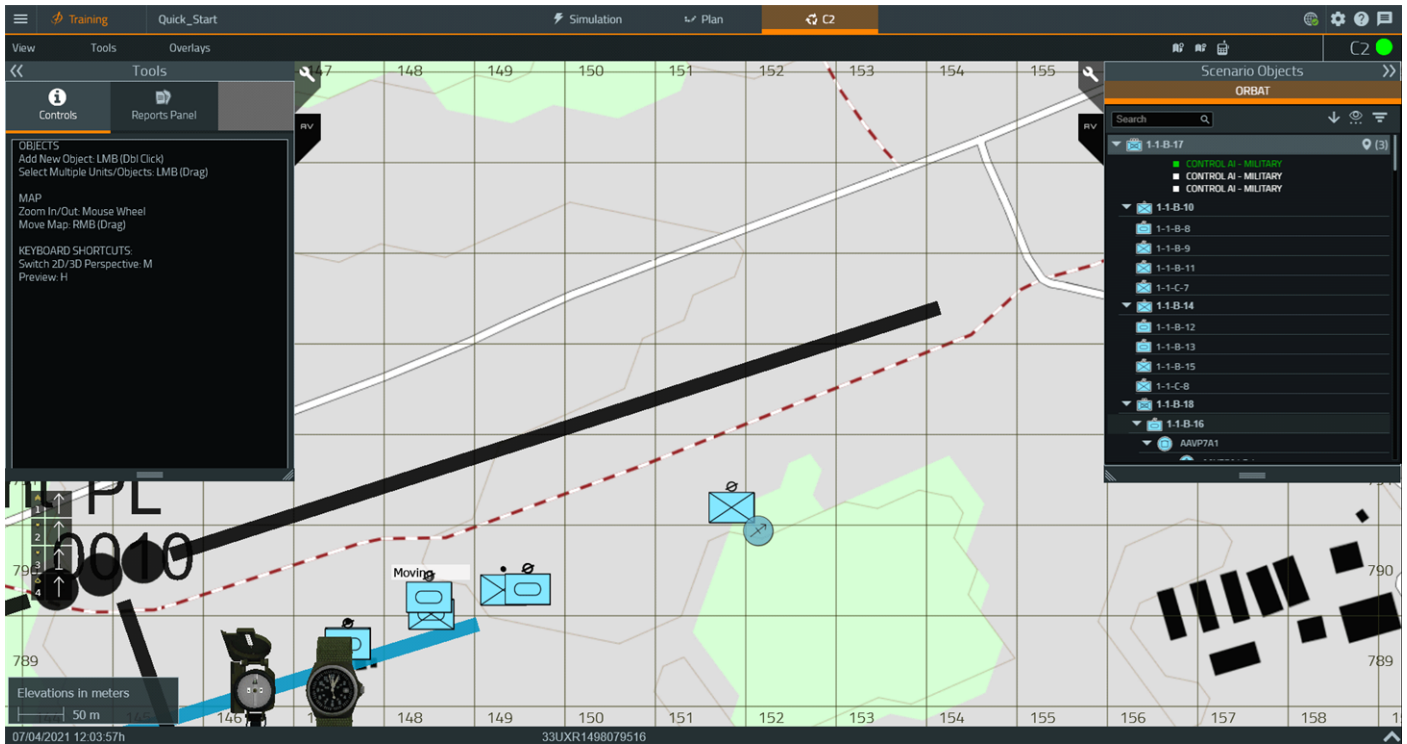 Training
Quick_Start
Simulation
Plan
C2
View
Tools
Overlays
C2
Tools
Controls
Reports Panel
OBJECTS
Add New Object: LMB (Dbl Click)
Select Multiple Units/Objects: LMB (Drag)
MAP
Zoom In/Out: Mouse Wheel
Move Map: RMB (Drag)
KEYBOARD SHORTCUTS:
Switch 2D/3D Perspective: M
Preview: H
147 148 149 150 151 152 153 154 155
RV
RV
Scenario Objects
ORBAT
Search
1-1-B-17
(3)
CONTROL AI - MILITARY
CONTROL AI - MILITARY
CONTROL AI - MILITARY
1-1-B-10
1-1-B-8
1-1-B-9
1-1-B-11
1-1-C-7
1-1-B-14
1-1-B-12
1-1-B-13
1-1-B-15
1-1-C-8
1-1-B-18
1-1-B-16
AAVP7A1
PL
0010
1
2
3
4
790
Moving
790
789
789
Elevations in meters
50 m
145 146 148 149 150 151 152 153 154 155 156 157 158
07/04/2021 12:03:57h
33UXR1498079516